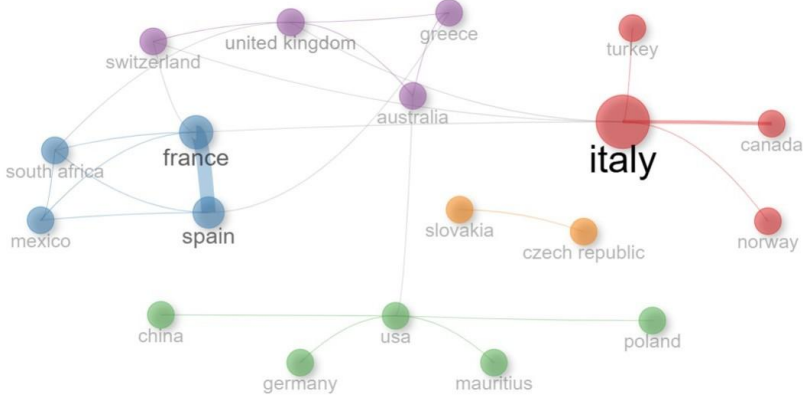 greece
united kingdom
turkey
switzerland
australia
canada
france
italy
south africa
slovakia
spain
mexico
czech republic
norway
china
usa
poland
germany
mauritius